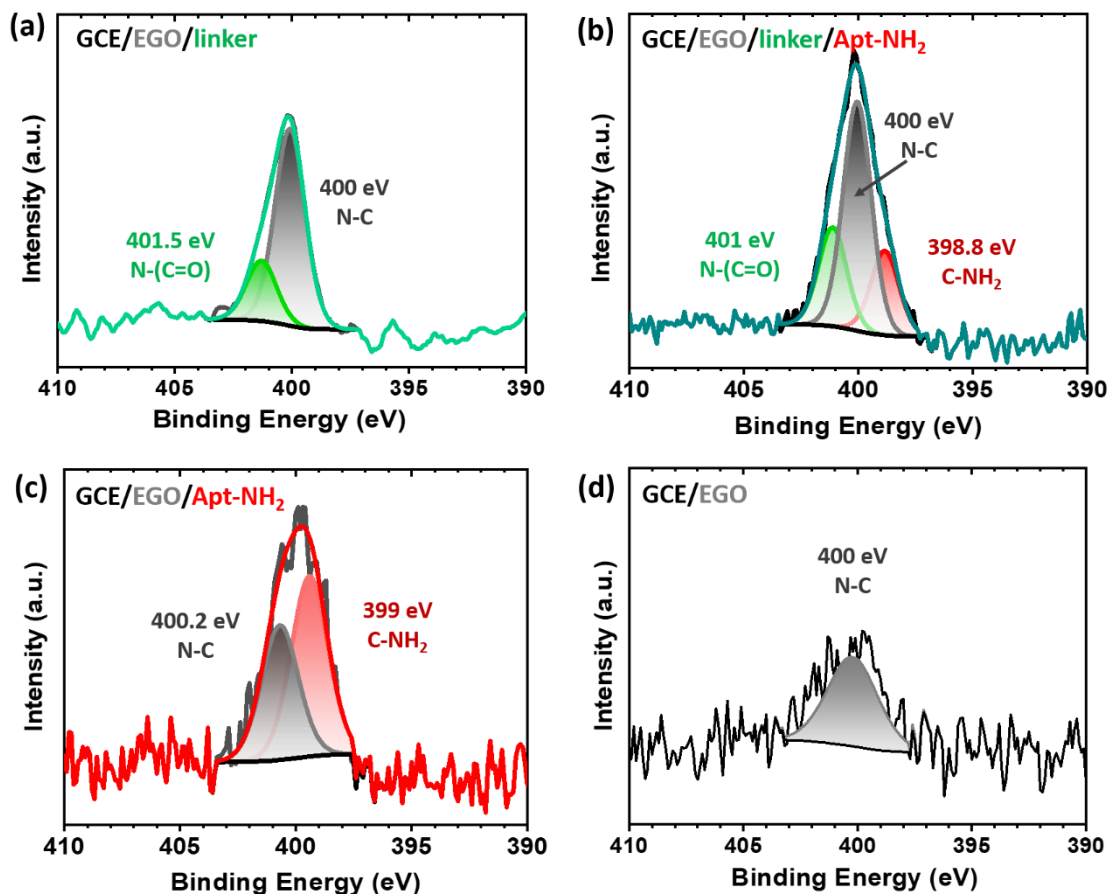 (a)
GCE/EGO/linker
400 eV
N-C
401.5 eV
N-(C=O)
Intensity (a.u.)
410 405 400 395 390
Binding Energy (eV)
(b)
GCE/EGO/linker/Apt-NH₂
400 eV
N-C
401 eV
N-(C=O)
398.8 eV
C-NH₂
Intensity (a.u.)
410 405 400 395 390
Binding Energy (eV)
(c)
GCE/EGO/Apt-NH₂
400.2 eV
N-C
399 eV
C-NH₂
Intensity (a.u.)
410 405 400 395 390
Binding Energy (eV)
(d)
GCE/EGO
400 eV
N-C
Intensity (a.u.)
410 405 400 395 390
Binding Energy (eV)